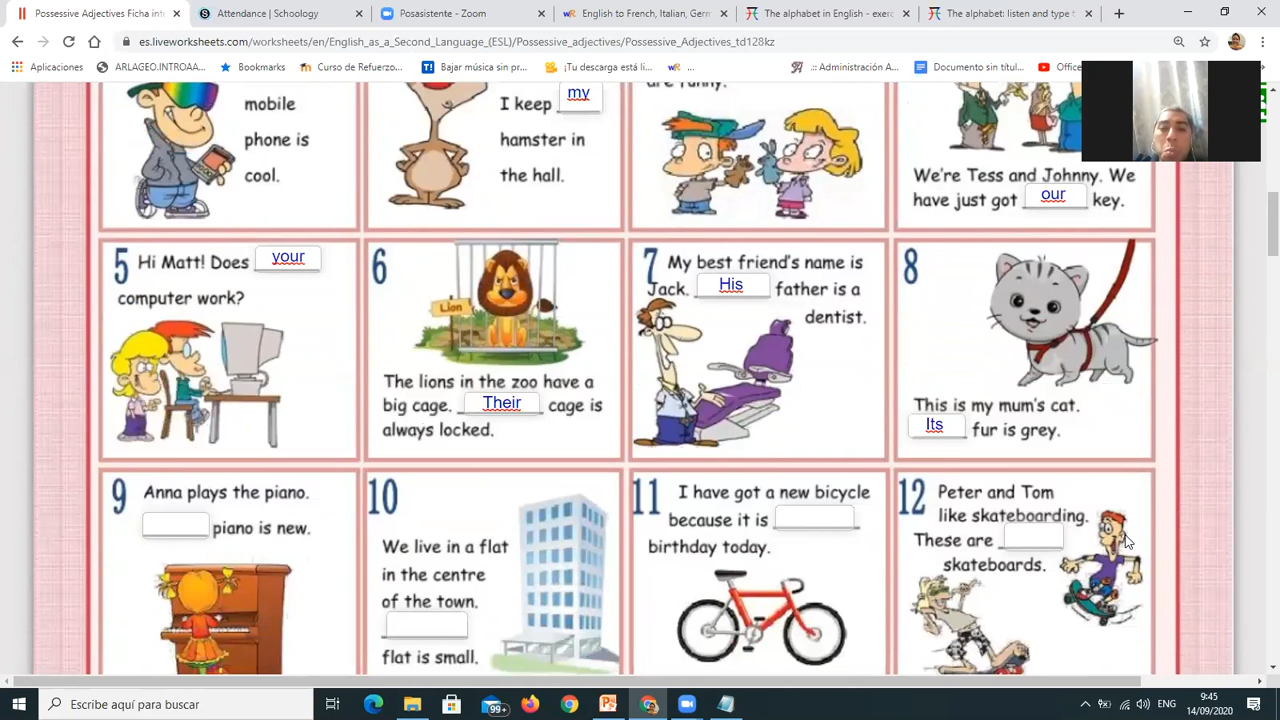 Possessive Adjectives Ficha inte
Attendance | Schoology
Posasistente - Zoom
English to French, Italian, Germ
The alphabet in English - exerc
The alphabet: listen and type t
es.liveworksheets.com/worksheets/en/English_as_a_Second_Language_(ESL)/Possessive_adjectives/Possessive_Adjectives_td128kz
Aplicaciones
ARLAGEO.INTROAA...
Bookmarks
Curso de Refuerzo...
Bajar música sin pr...
¡Tu descarga está li...
.:: Administración A...
Documento sin títul...
Office
mobile
phone is
cool.
I keep my
hamster in
the hall.
are funny.
We're Tess and Johnny. We
have just got our key.
5 Hi Matt! Does your
computer work?
6
Lion
The lions in the zoo have a
big cage. Their cage is
always locked.
7 My best friend's name is
Jack. His father is a
dentist.
8
This is my mum's cat.
Its fur is grey.
9 Anna plays the piano.
piano is new.
10
We live in a flat
in the centre
of the town.
flat is small.
11 I have got a new bicycle
because it is
birthday today.
12 Peter and Tom
like skateboarding.
These are
skateboards.
Escribe aquí para buscar
99+
ENG
9:45
14/09/2020